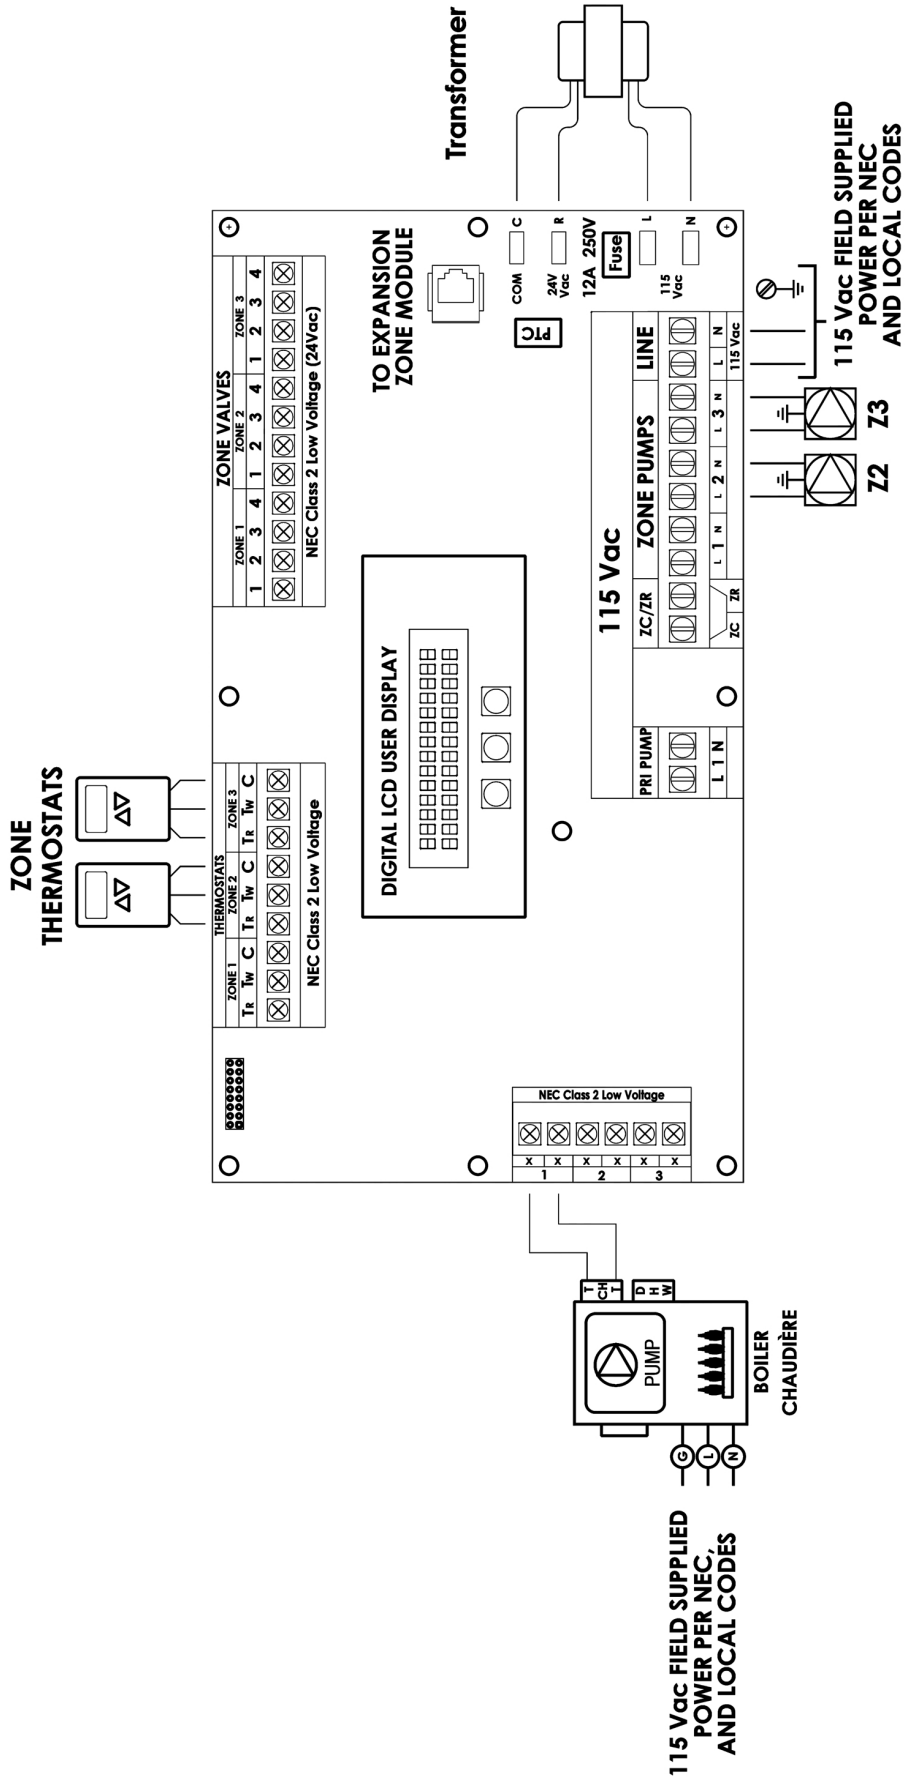 ZONE
THERMOSTATS
Transformer
THERMOSTATS
ZONE 1 ZONE 2 ZONE 3
TR TW C TR TW C TR TW C
NEC Class 2 Low Voltage
ZONE VALVES
ZONE 1 ZONE 2 ZONE 3
1 2 3 4 1 2 3 4 1 2 3 4
NEC Class 2 Low Voltage (24Vac)
TO EXPANSION
ZONE MODULE
DIGITAL LCD USER DISPLAY
PTC
COM C
24V
Vac
R
12A 250V
Fuse
115
Vac
L
N
NEC Class 2 Low Voltage
X X X X X X
1 2 3
115 Vac
PRI PUMP ZC/ZR ZONE PUMPS LINE
L 1 N
L 1 N L 2 N L 3 N L N
ZC ZR 115 Vac
T
CH
T
D
H
W
PUMP
BOILER
CHAUDIÈRE
G
L
N
115 Vac FIELD SUPPLIED
POWER PER NEC,
AND LOCAL CODES
Z2 Z3
115 Vac FIELD SUPPLIED
POWER PER NEC
AND LOCAL CODES